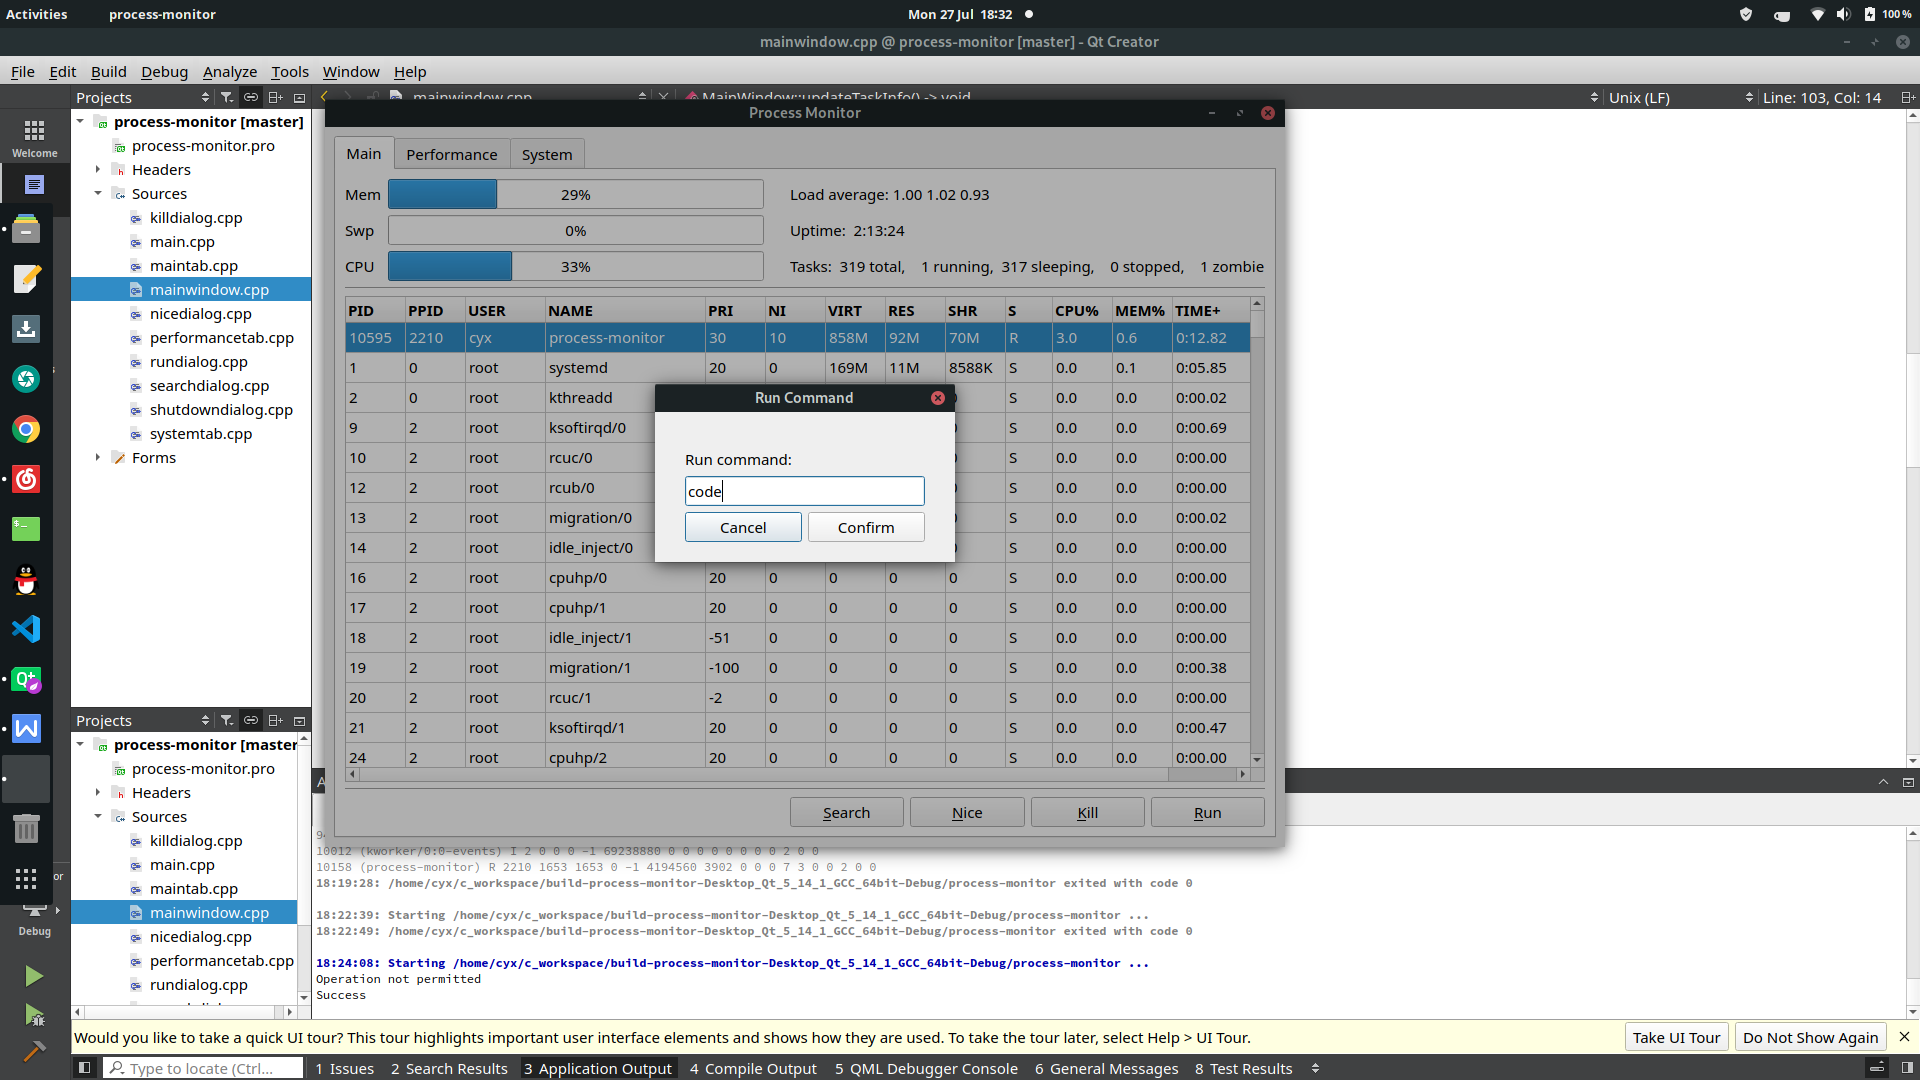 Activities process-monitor Mon 27 Jul 18:32 100 %
mainwindow.cpp @ process-monitor [master] - Qt Creator
File Edit Build Debug Analyze Tools Window Help
Projects mainwindow.cpp MainWindow::updateTaskInfo() -> void Unix (LF) Line: 103, Col: 14
Welcome
Debug
process-monitor [master]
process-monitor.pro
Headers
Sources
killdialog.cpp
main.cpp
maintab.cpp
mainwindow.cpp
nicedialog.cpp
performancetab.cpp
rundialog.cpp
searchdialog.cpp
shutdowndialog.cpp
systemtab.cpp
Forms
Projects
process-monitor [master
process-monitor.pro
Headers
Sources
killdialog.cpp
main.cpp
maintab.cpp
mainwindow.cpp
nicedialog.cpp
performancetab.cpp
rundialog.cpp
Process Monitor
Main Performance System
Mem 29% Load average: 1.00 1.02 0.93
Swp 0% Uptime: 2:13:24
CPU 33% Tasks: 319 total, 1 running, 317 sleeping, 0 stopped, 1 zombie
PID PPID USER NAME PRI NI VIRT RES SHR S CPU% MEM% TIME+
10595 2210 cyx process-monitor 30 10 858M 92M 70M R 3.0 0.6 0:12.82
1 0 root systemd 20 0 169M 11M 8588K S 0.0 0.1 0:05.85
2 0 root kthreadd S 0.0 0.0 0:00.02
9 2 root ksoftirqd/0 S 0.0 0.0 0:00.69
10 2 root rcuc/0 S 0.0 0.0 0:00.00
12 2 root rcub/0 S 0.0 0.0 0:00.00
13 2 root migration/0 S 0.0 0.0 0:00.02
14 2 root idle_inject/0 S 0.0 0.0 0:00.00
16 2 root cpuhp/0 20 0 0 0 0 S 0.0 0.0 0:00.00
17 2 root cpuhp/1 20 0 0 0 0 S 0.0 0.0 0:00.00
18 2 root idle_inject/1 -51 0 0 0 0 S 0.0 0.0 0:00.00
19 2 root migration/1 -100 0 0 0 0 S 0.0 0.0 0:00.38
20 2 root rcuc/1 -2 0 0 0 0 S 0.0 0.0 0:00.00
21 2 root ksoftirqd/1 20 0 0 0 0 S 0.0 0.0 0:00.47
24 2 root cpuhp/2 20 0 0 0 0 S 0.0 0.0 0:00.00
Search Nice Kill Run
Run Command
Run command:
code
Cancel Confirm
10012 (kworker/0:0-events) I 2 0 0 0 -1 69238880 0 0 0 0 0 0 0 0 2 0 0
10158 (process-monitor) R 2210 1653 1653 0 -1 4194560 3902 0 0 0 7 3 0 0 2 0 0
18:19:28: /home/cyx/c_workspace/build-process-monitor-Desktop_Qt_5_14_1_GCC_64bit-Debug/process-monitor exited with code 0
18:22:39: Starting /home/cyx/c_workspace/build-process-monitor-Desktop_Qt_5_14_1_GCC_64bit-Debug/process-monitor ...
18:22:49: /home/cyx/c_workspace/build-process-monitor-Desktop_Qt_5_14_1_GCC_64bit-Debug/process-monitor exited with code 0
18:24:08: Starting /home/cyx/c_workspace/build-process-monitor-Desktop_Qt_5_14_1_GCC_64bit-Debug/process-monitor ...
Operation not permitted
Success
Would you like to take a quick UI tour? This tour highlights important user interface elements and shows how they are used. To take the tour later, select Help > UI Tour. Take UI Tour Do Not Show Again
Type to locate (Ctrl... 1 Issues 2 Search Results 3 Application Output 4 Compile Output 5 QML Debugger Console 6 General Messages 8 Test Results